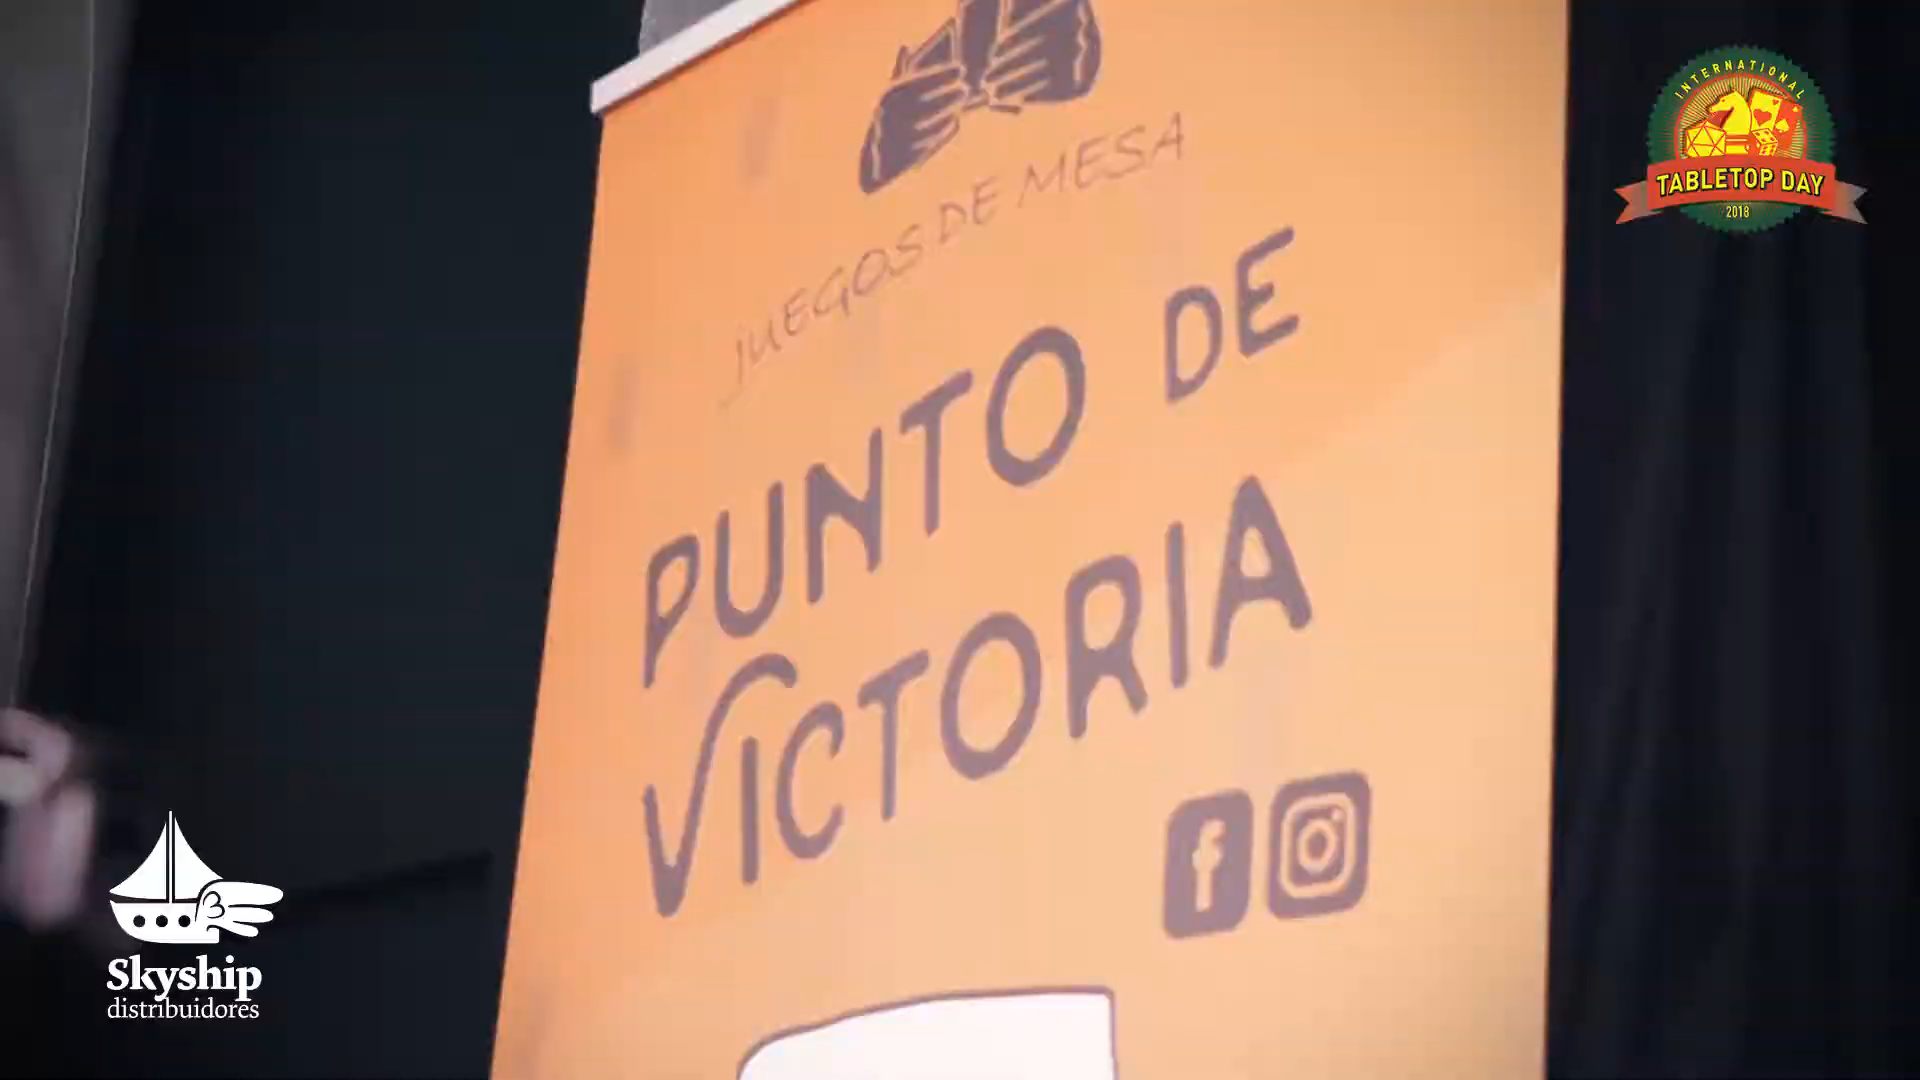 INTERNATIONAL
TABLETOP DAY
2018
JUEGOS DE MESA
PUNTO DE
VICTORIA
Skyship
distribuidores